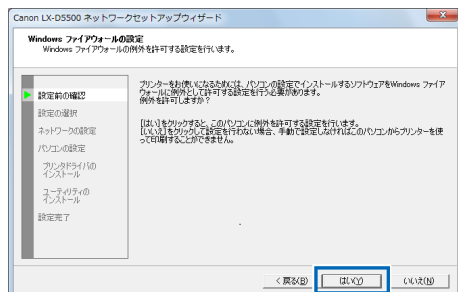 Canon LX-D5500 ネットワークセットアップウィザード
Windows ファイアウォールの設定
Windows ファイアウォールの例外を許可する設定を行います。
設定前の確認
設定の選択
ネットワークの設定
パソコンの設定
プリンタドライバの
インストール
ユーティリティの
インストール
設定完了
プリンターをお使いになるためには、パソコンの設定でインストールするソフトウェアをWindows ファイア
ウォールに例外として許可する設定を行う必要があります。
例外を許可しますか?
[はい]をクリックすると、このパソコンに例外を許可する設定を行います。
[いいえ]をクリックして設定を行わない場合、手動で設定しなければこのパソコンからプリンターを使
って印刷することができません。
< 戻る(B)
はい(Y)
いいえ(N)